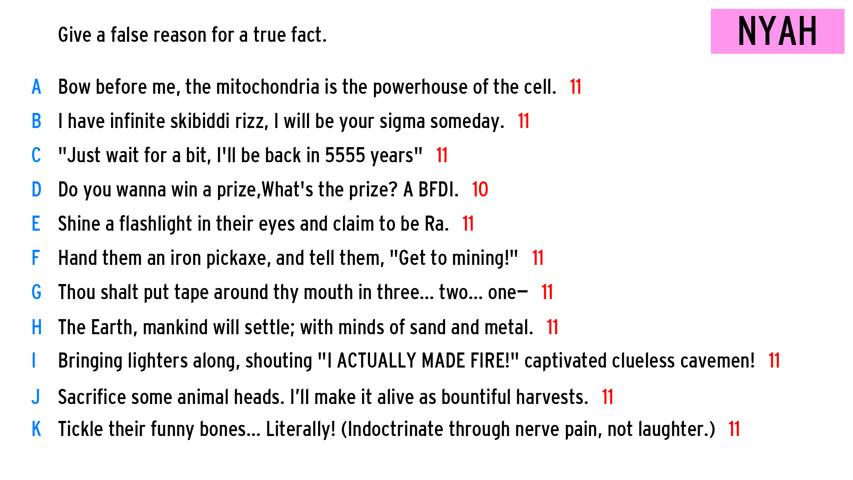 Give a false reason for a true fact.
NYAH
A Bow before me, the mitochondria is the powerhouse of the cell. 11
B I have infinite skibiddi rizz, I will be your sigma someday. 11
C "Just wait for a bit, I'll be back in 5555 years" 11
D Do you wanna win a prize,What's the prize? A BFDI. 10
E Shine a flashlight in their eyes and claim to be Ra. 11
F Hand them an iron pickaxe, and tell them, "Get to mining!" 11
G Thou shalt put tape around thy mouth in three... two... one— 11
H The Earth, mankind will settle; with minds of sand and metal. 11
I Bringing lighters along, shouting "I ACTUALLY MADE FIRE!" captivated clueless cavemen! 11
J Sacrifice some animal heads. I’ll make it alive as bountiful harvests. 11
K Tickle their funny bones... Literally! (Indoctrinate through nerve pain, not laughter.) 11